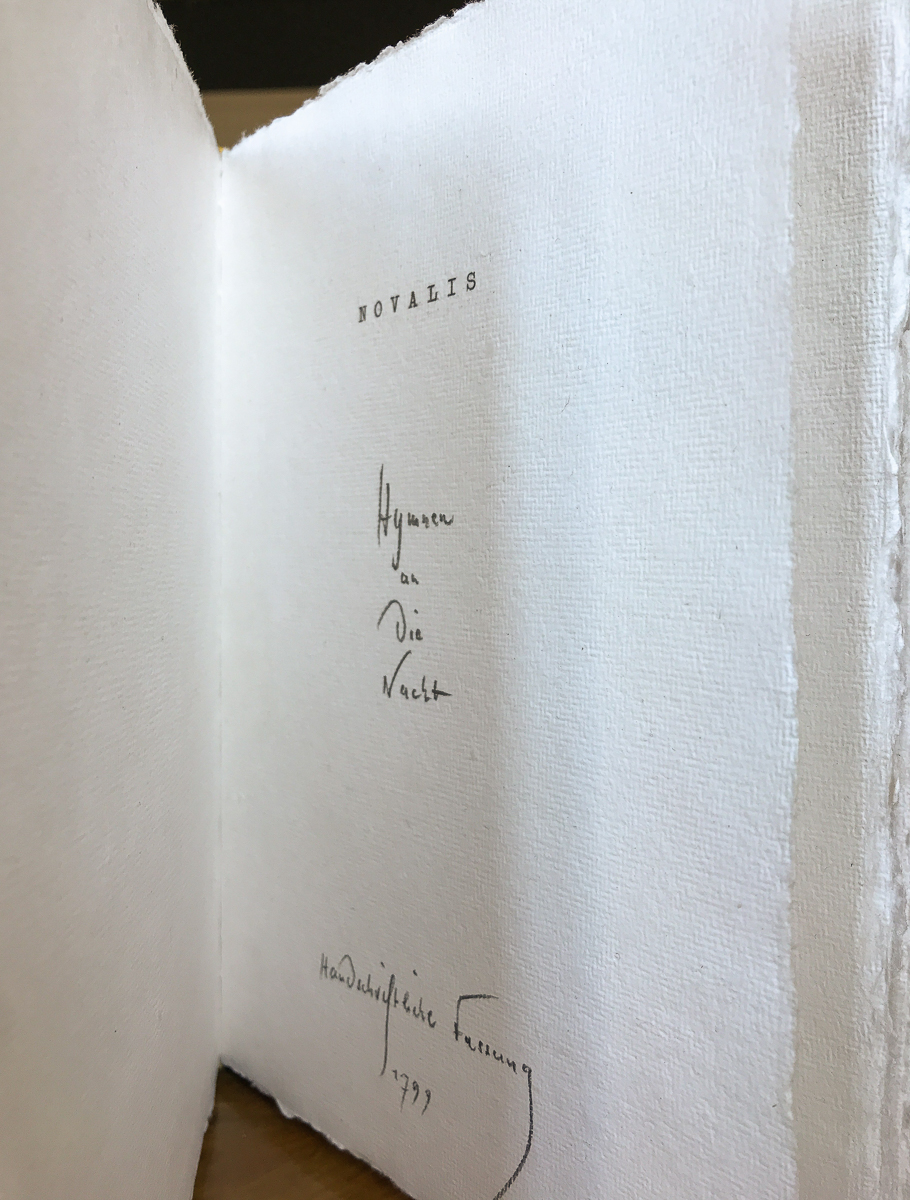 NOVALIS
Hymnen
an
Die
Nacht
Handschriftliche Fassung
1799